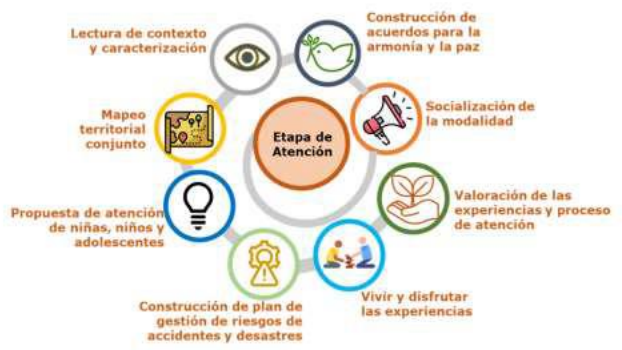 Lectura de contexto
y caracterización
Construcción de
acuerdos para la
armonía y la paz
Mapeo
territorial
conjunto
Etapa de
Atención
Socialización de
la modalidad
Propuesta de atención
de niñas, niños y
adolescentes
Valoración de las
experiencias y proceso
de atención
Construcción de plan de
gestión de riesgos de
accidentes y desastres
Vivir y disfrutar
las experiencias